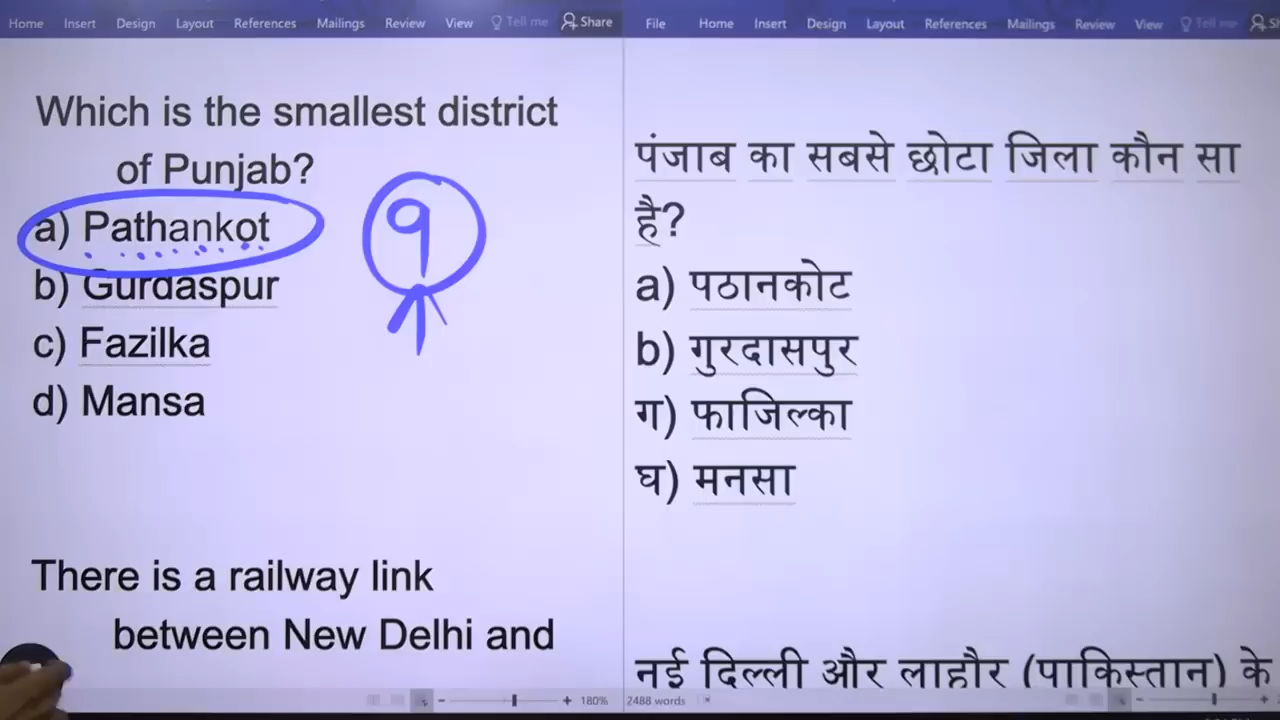 Home Insert Design Layout References Mailings Review View Tell me Share
File Home Insert Design Layout References Mailings Review View Tell me
Which is the smallest district
of Punjab?
a) Pathankot
b) Gurdaspur
c) Fazilka
d) Mansa
9
There is a railway link
between New Delhi and
पंजाब का सबसे छोटा जिला कौन सा
है?
a) पठानकोट
b) गुरदासपुर
ग) फाजिल्का
घ) मनसा
नई दिल्ली और लाहौर (पाकिस्तान) के
180% 2488 words